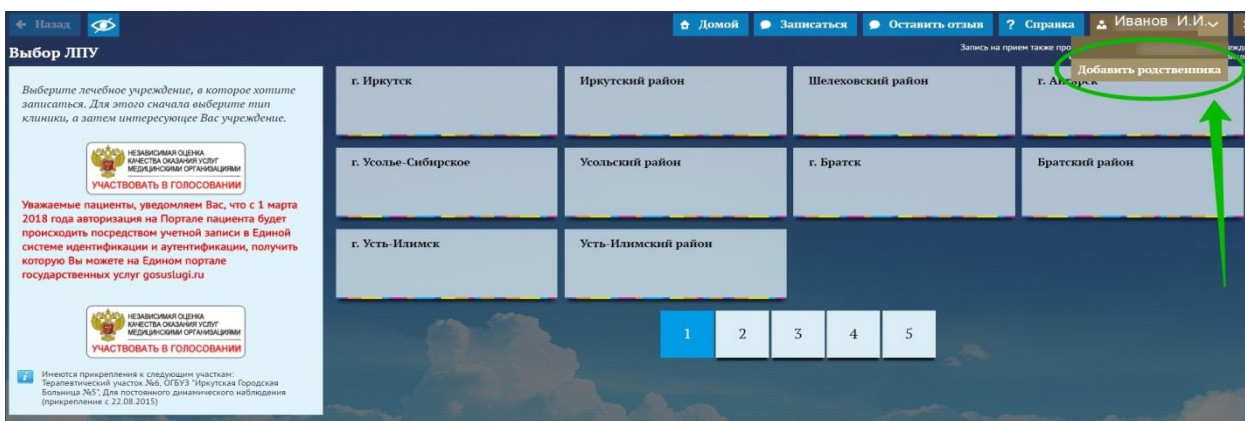 Назад
Домой
Записаться
Оставить отзыв
? Справка
Иванов И.И.
Выбор ЛПУ
Запись на прием также про
Добавить родственника
Выберите лечебное учреждение, в которое хотите
записаться. Для этого сначала выберите тип
клиники, а затем интересующее Вас учреждение.
НЕЗАВИСИМАЯ ОЦЕНКА
КАЧЕСТВА ОКАЗАНИЯ УСЛУГ
МЕДИЦИНСКИМИ ОРГАНИЗАЦИЯМИ
УЧАСТВОВАТЬ В ГОЛОСОВАНИИ
Уважаемые пациенты, уведомляем Вас, что с 1 марта
2018 года авторизация на Портале пациента будет
происходить посредством учетной записи в Единой
системе идентификации и аутентификации, получить
которую Вы можете на Едином портале
государственных услуг gosuslugi.ru
НЕЗАВИСИМАЯ ОЦЕНКА
КАЧЕСТВА ОКАЗАНИЯ УСЛУГ
МЕДИЦИНСКИМИ ОРГАНИЗАЦИЯМИ
УЧАСТВОВАТЬ В ГОЛОСОВАНИИ
Имеются прикрепления к следующим участкам:
Терапевтический участок №6, ОГБУЗ "Иркутская Городская
Больница №5", Для постоянного динамического наблюдения
(прикрепление с 22.08.2015)
г. Иркутск
Иркутский район
Шелеховский район
г. Ангарск
г. Усолье-Сибирское
Усольский район
г. Братск
Братский район
г. Усть-Илимск
Усть-Илимский район
1 2 3 4 5